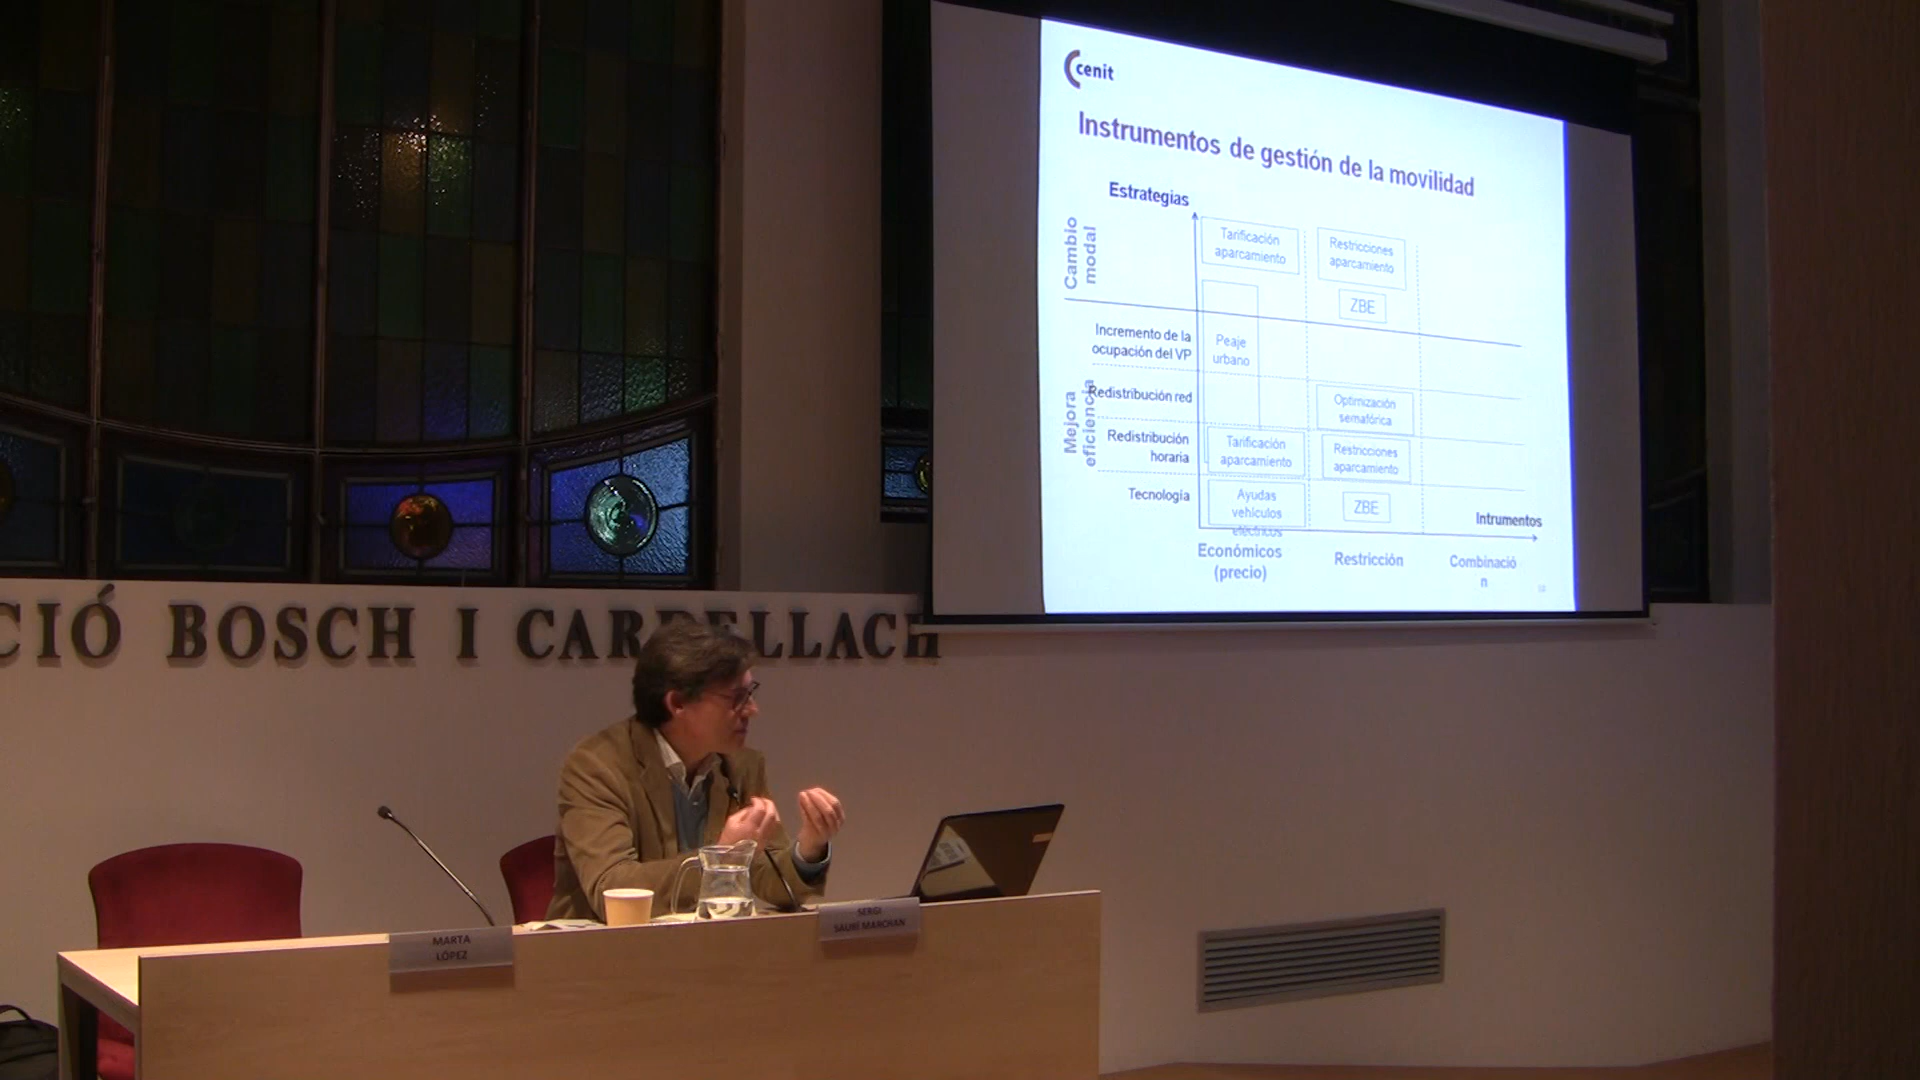 cenit
Instrumentos de gestión de la movilidad
Estrategias
Cambio
modal
Tarificación
aparcamiento
Restricciones
aparcamiento
ZBE
Incremento de la
ocupación del VP
Peaje
urbano
Mejora
eficiencia
Redistribución red
Optimización
semafórica
Redistribución
horaria
Tarificación
aparcamiento
Restricciones
aparcamiento
Tecnología
Ayudas
vehículos
eléctricos
ZBE
Intrumentos
Económicos
(precio)
Restricción
Combinació
n
CIÓ BOSCH I CARDELLACH
MARTA
LÓPEZ
SERGI
SAURÍ MARCHAN